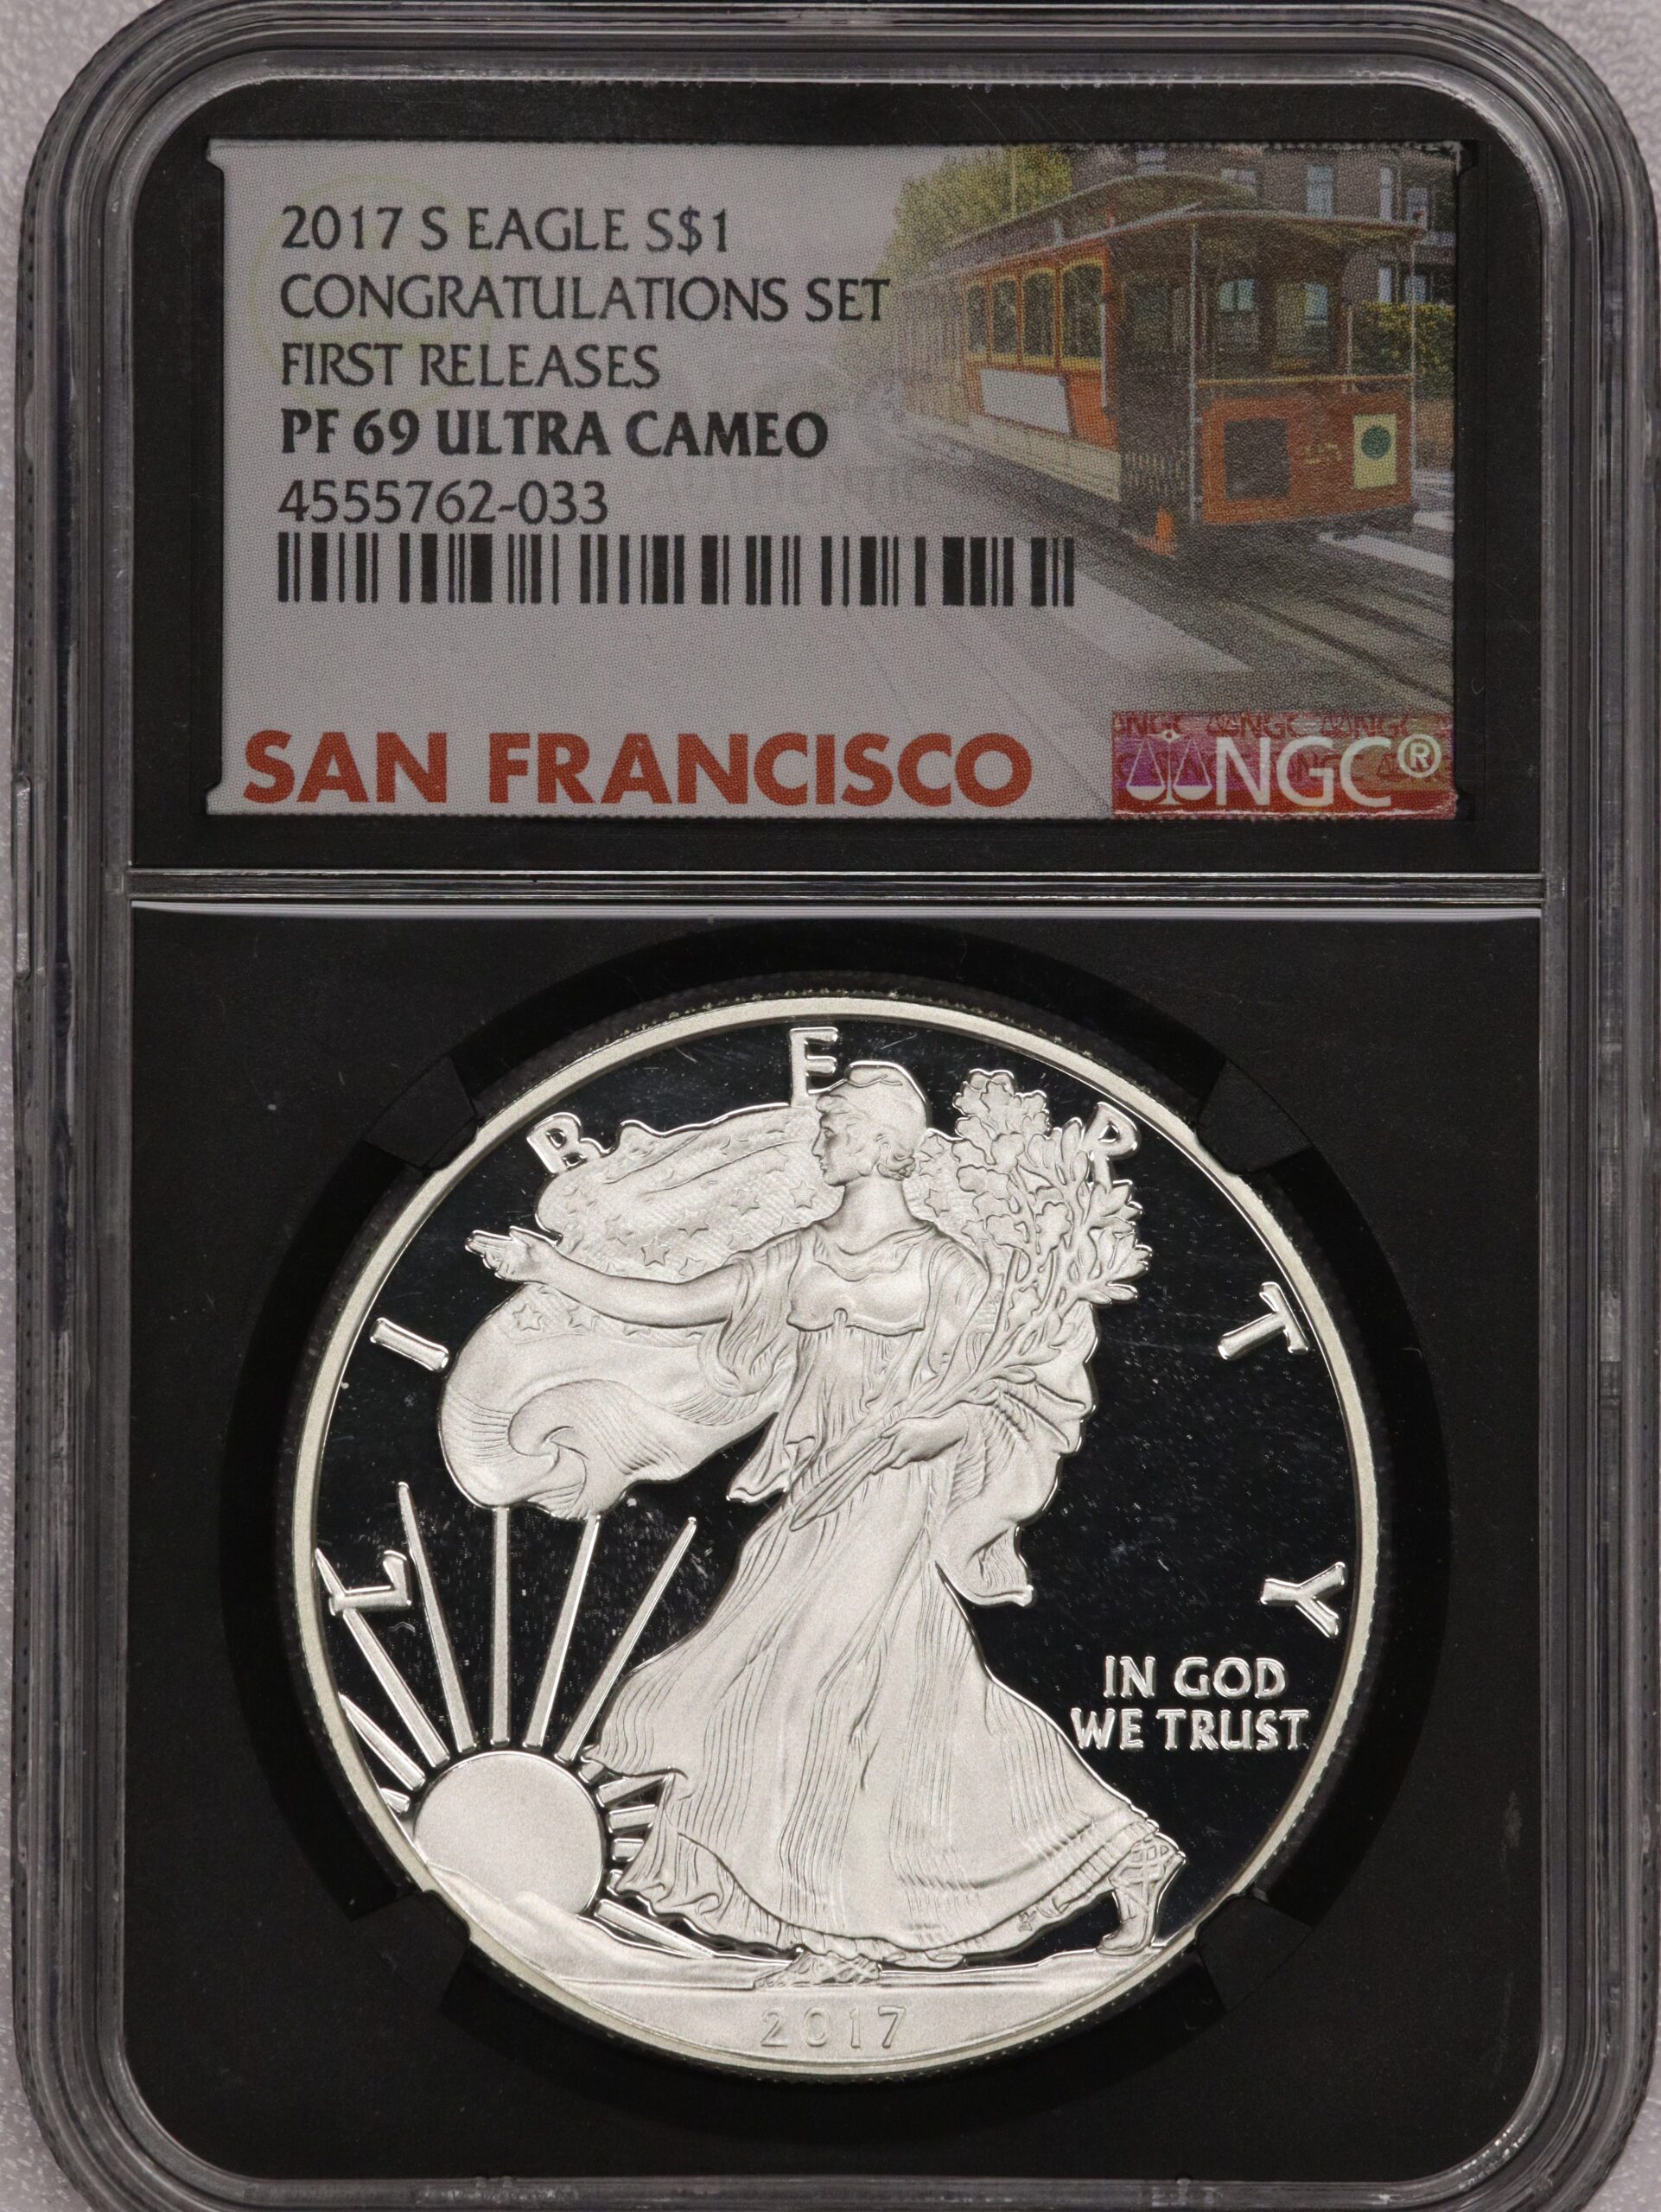 2017 S EAGLE S$1
CONGRATULATIONS SET
FIRST RELEASES
PF 69 ULTRA CAMEO
4555762-033
SAN FRANCISCO
NGC®
LIBERTY
IN GOD
WE TRUST
2017